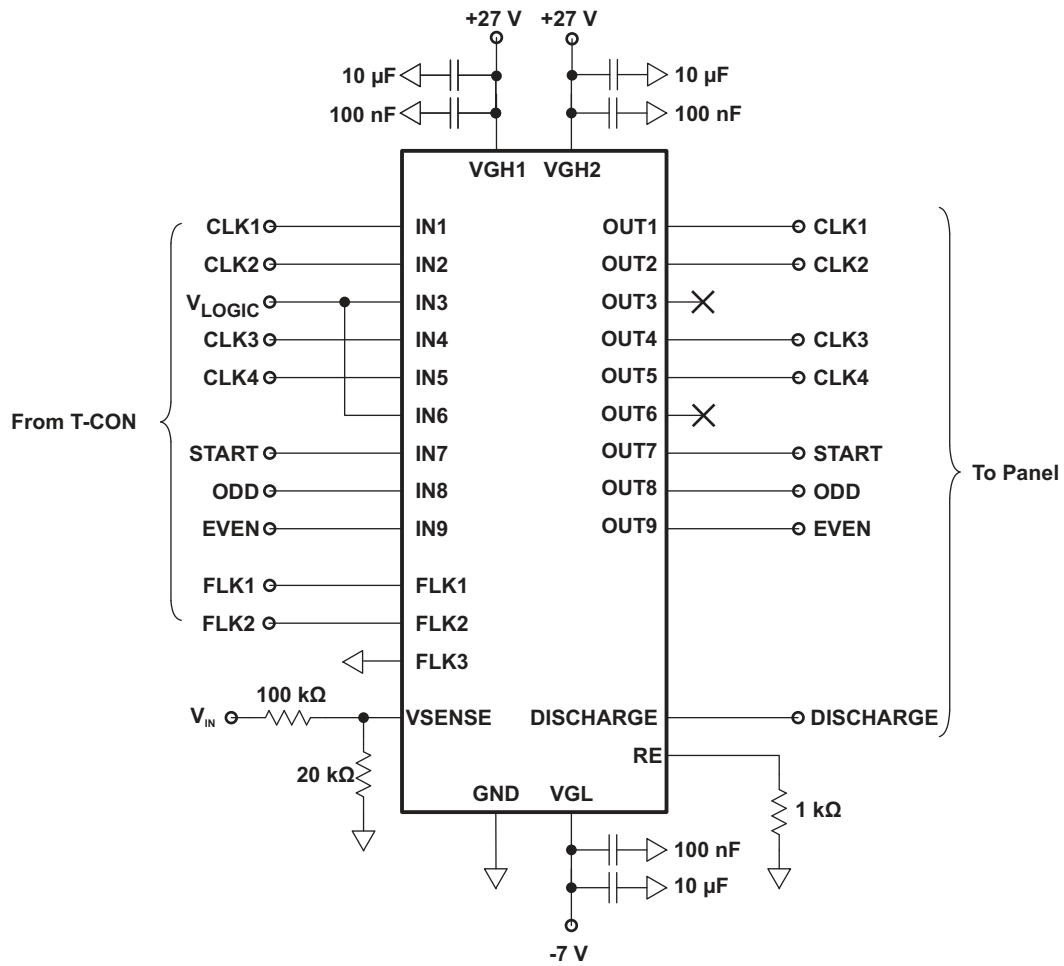 +27 V +27 V
10 µF 10 µF
100 nF 100 nF
VGH1 VGH2
CLK1 IN1 OUT1 CLK1
CLK2 IN2 OUT2 CLK2
VLOGIC IN3 OUT3
CLK3 IN4 OUT4 CLK3
CLK4 IN5 OUT5 CLK4
From T-CON IN6 OUT6
START IN7 OUT7 START
To Panel
ODD IN8 OUT8 ODD
EVEN IN9 OUT9 EVEN
FLK1 FLK1
FLK2 FLK2
FLK3
100 kΩ
VIN VSENSE DISCHARGE DISCHARGE
RE
20 kΩ
GND VGL 1 kΩ
100 nF
10 µF
-7 V